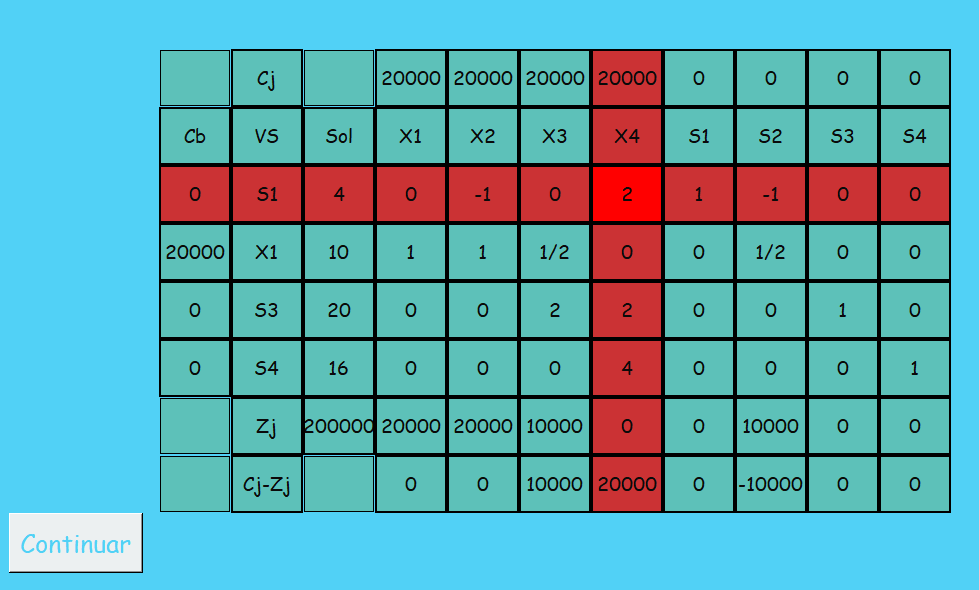 Cj 20000 20000 20000 20000 0 0 0 0
Cb VS Sol X1 X2 X3 X4 S1 S2 S3 S4
0 S1 4 0 -1 0 2 1 -1 0 0
20000 X1 10 1 1 1/2 0 0 1/2 0 0
0 S3 20 0 0 2 2 0 0 1 0
0 S4 16 0 0 0 4 0 0 0 1
Zj 200000 20000 20000 10000 0 0 10000 0 0
Cj-Zj 0 0 10000 20000 0 -10000 0 0
Continuar